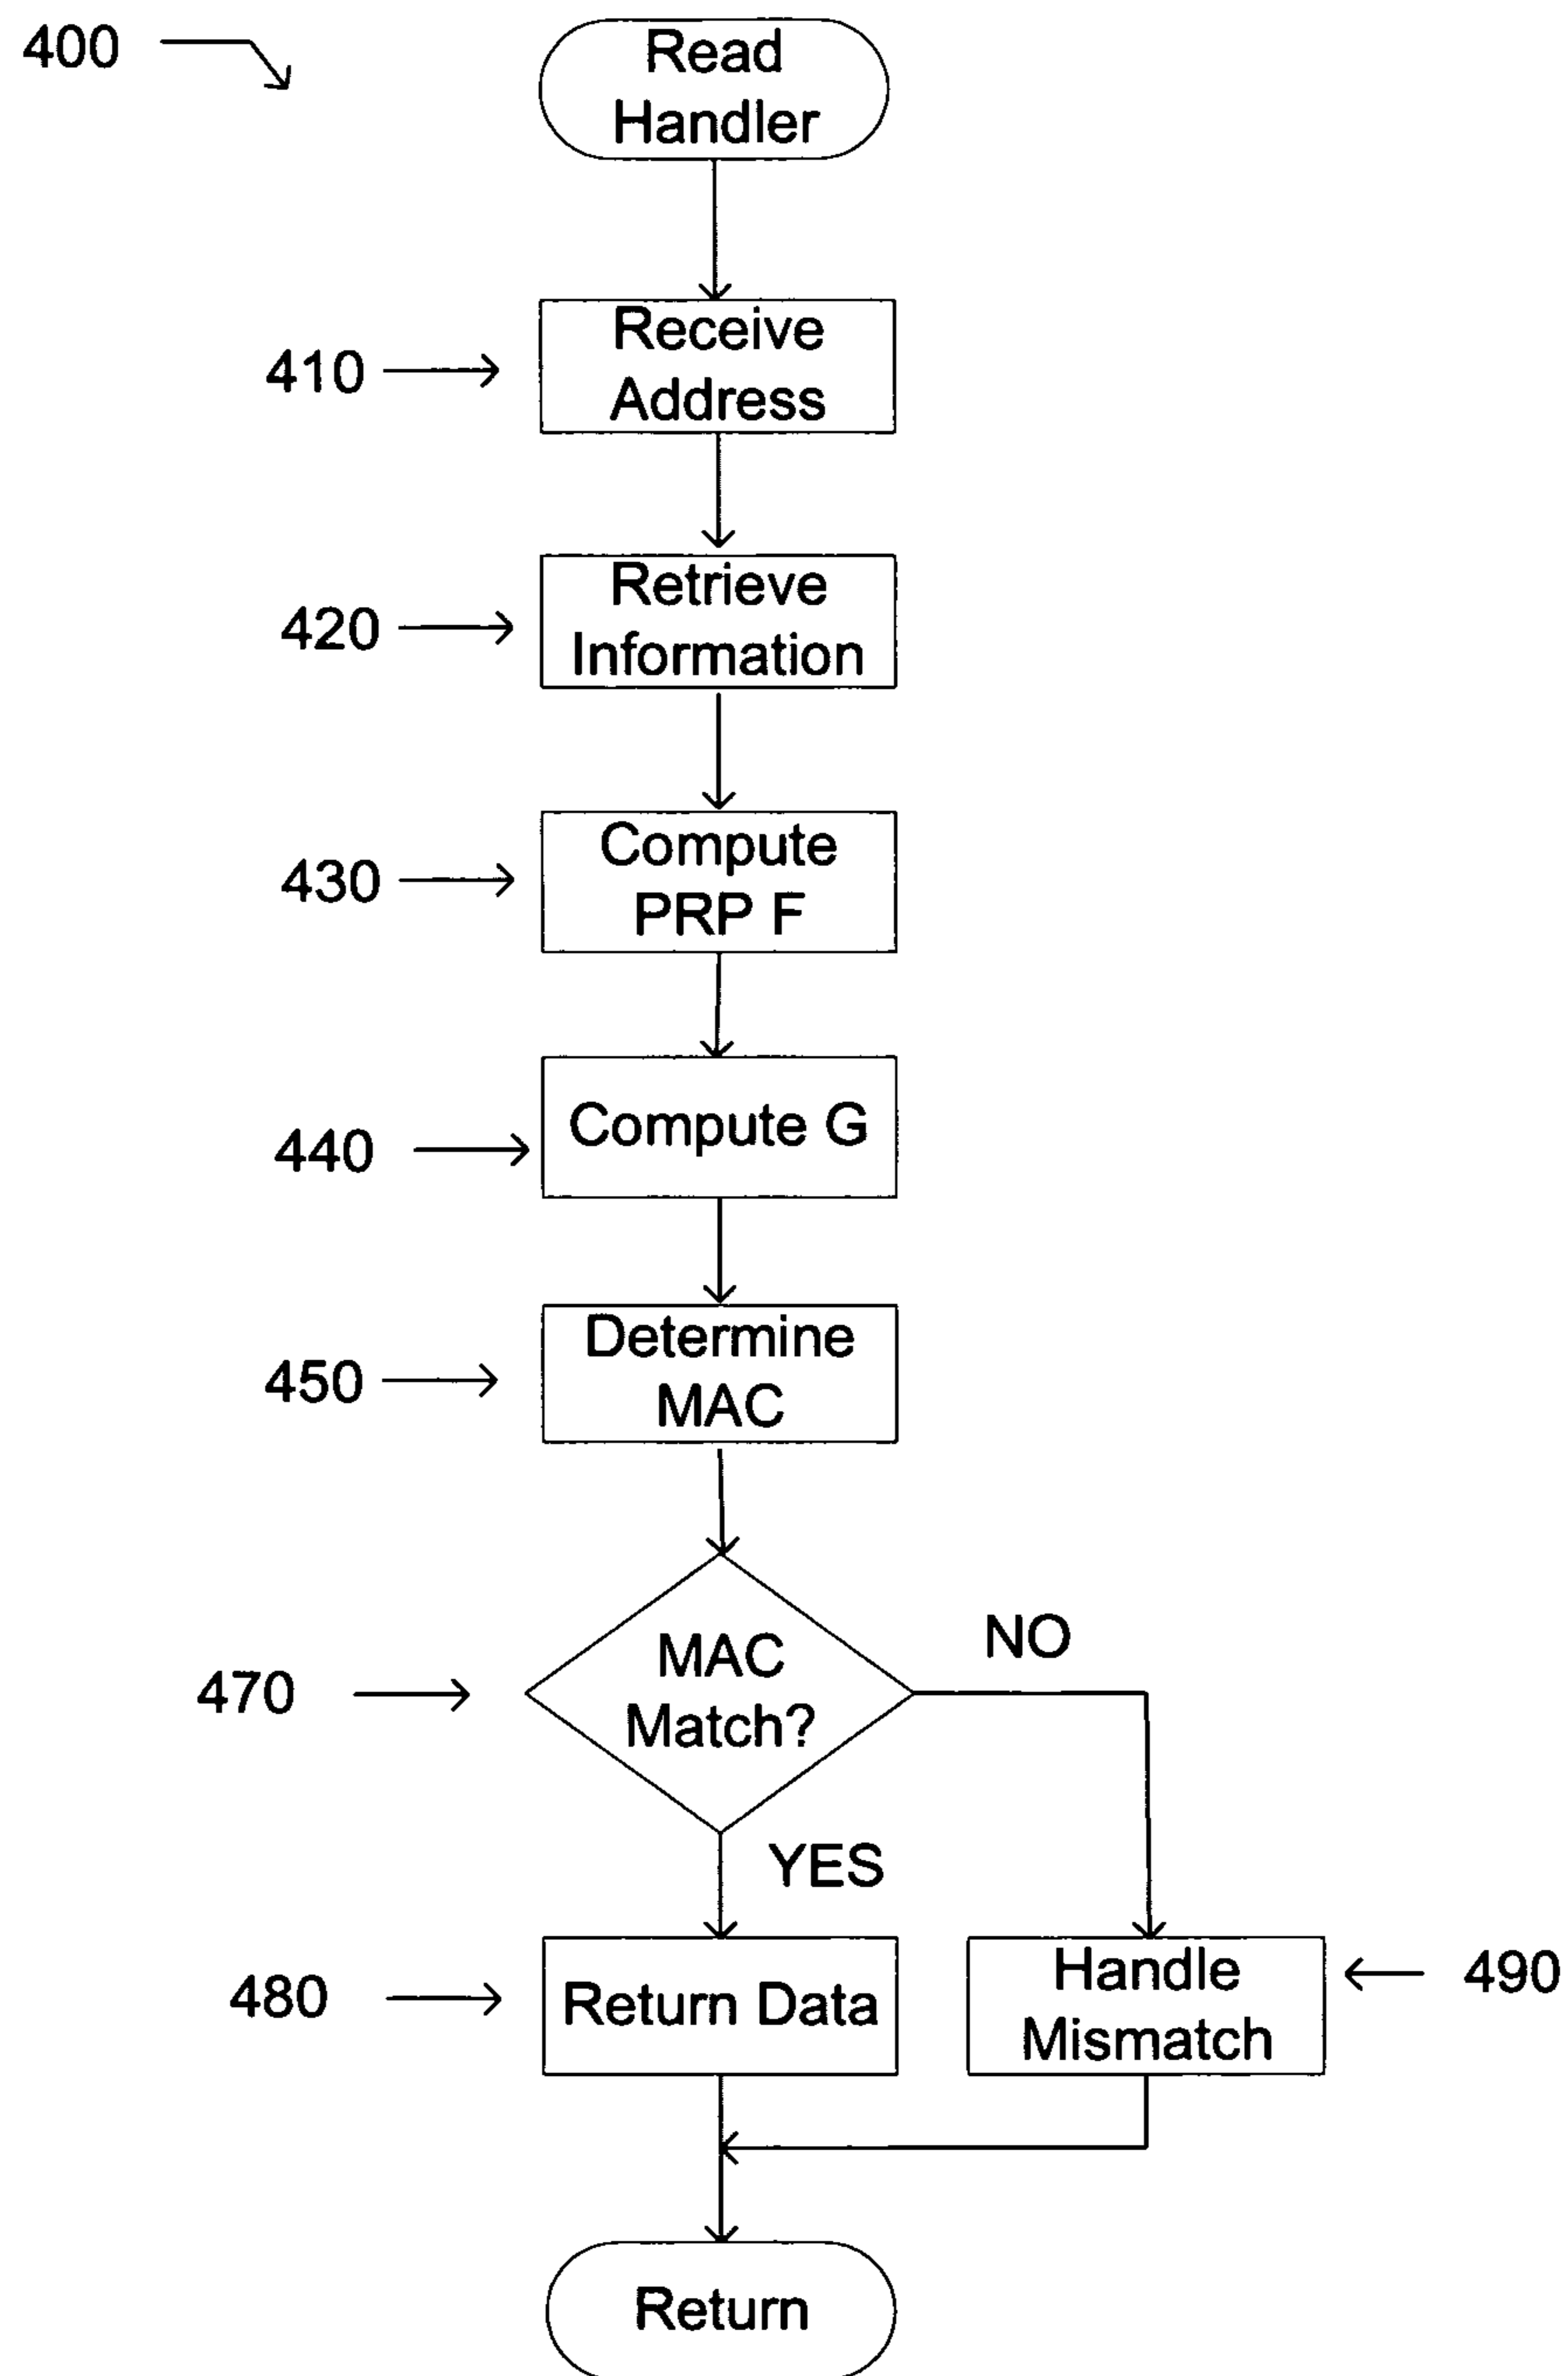 400
Read
Handler
410
Receive
Address
420
Retrieve
Information
430
Compute
PRP F
440
Compute G
450
Determine
MAC
470
MAC
Match?
NO
YES
480
Return Data
Handle
Mismatch
490
Return